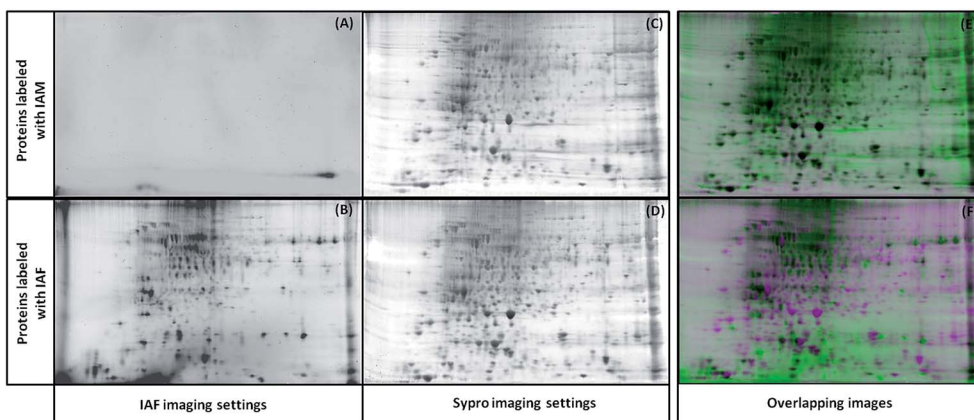 Proteins labeled
with IAM
(A)
(C)
(E)
Proteins labeled
with IAF
(B)
(D)
(F)
IAF imaging settings
Sypro imaging settings
Overlapping images